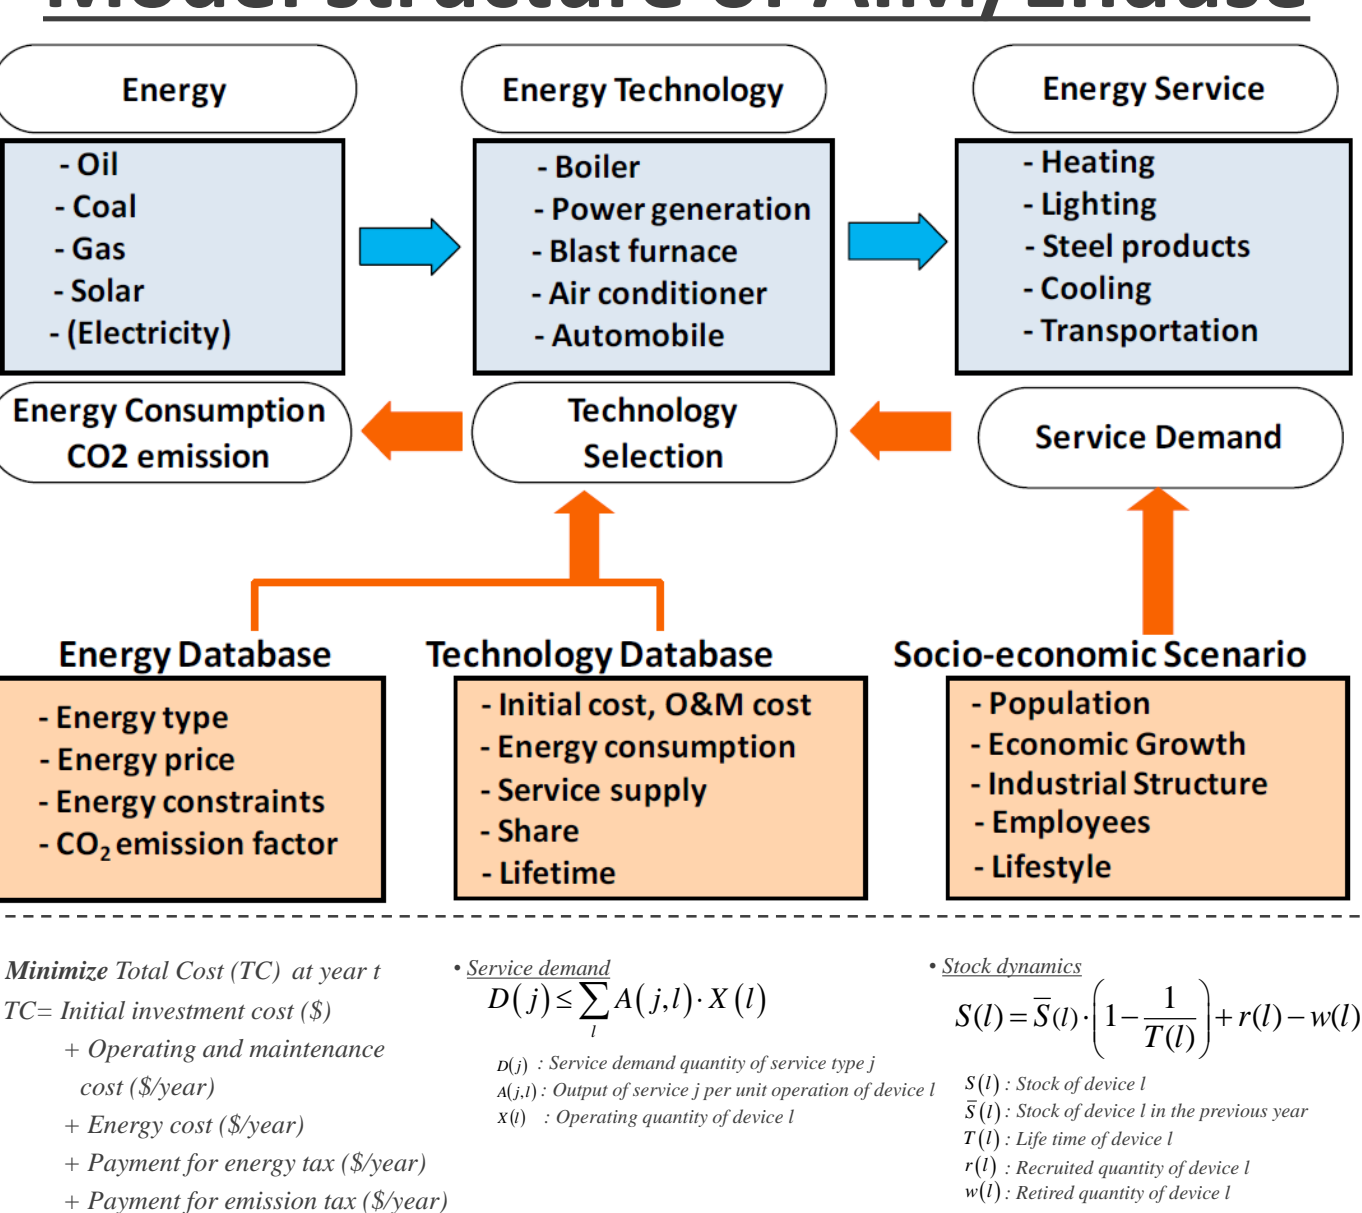 Model structure of AIM/Enduse
Energy
Energy Technology
Energy Service
- Oil
- Coal
- Gas
- Solar
- (Electricity)
- Boiler
- Power generation
- Blast furnace
- Air conditioner
- Automobile
- Heating
- Lighting
- Steel products
- Cooling
- Transportation
Energy Consumption
CO2 emission
Technology
Selection
Service Demand
Energy Database
- Energy type
- Energy price
- Energy constraints
- CO₂ emission factor
Technology Database
- Initial cost, O&M cost
- Energy consumption
- Service supply
- Share
- Lifetime
Socio-economic Scenario
- Population
- Economic Growth
- Industrial Structure
- Employees
- Lifestyle
Minimize Total Cost (TC) at year t
TC= Initial investment cost ($)
+ Operating and maintenance
cost ($/year)
+ Energy cost ($/year)
+ Payment for energy tax ($/year)
+ Payment for emission tax ($/year)
• Service demand
D(j) ≤ ∑_l A(j,l) · X(l)
D(j) : Service demand quantity of service type j
A(j,l) : Output of service j per unit operation of device l
X(l) : Operating quantity of device l
• Stock dynamics
S(l) = S̅(l) · (1 − 1/T(l)) + r(l) − w(l)
S(l) : Stock of device l
S̅(l) : Stock of device l in the previous year
T(l) : Life time of device l
r(l) : Recruited quantity of device l
w(l) : Retired quantity of device l